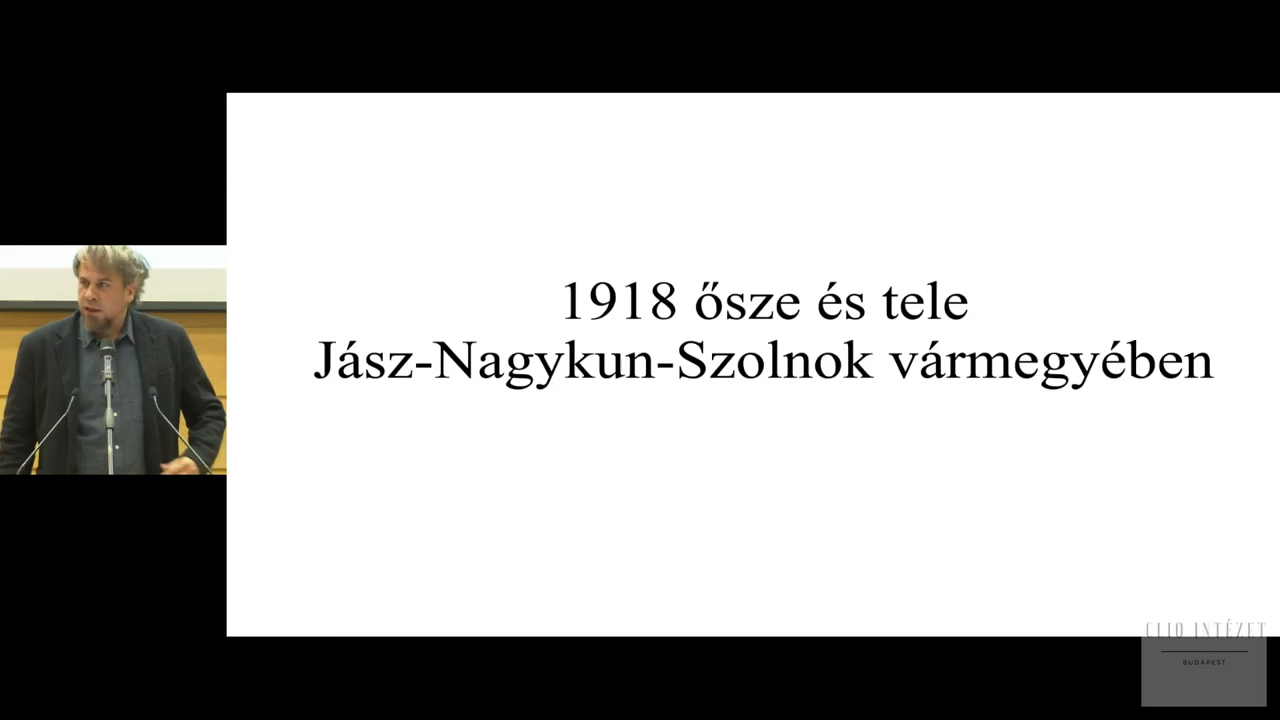 1918 ősze és tele
Jász-Nagykun-Szolnok vármegyében
CLIO INTÉZET
BUDAPEST